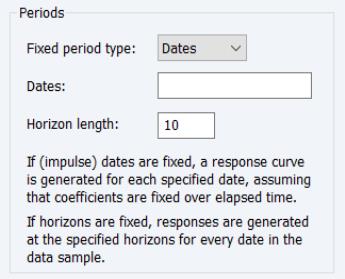 Periods
Fixed period type: Dates
Dates:
Horizon length: 10
If (impulse) dates are fixed, a response curve
is generated for each specified date, assuming
that coefficients are fixed over elapsed time.
If horizons are fixed, responses are generated
at the specified horizons for every date in the
data sample.